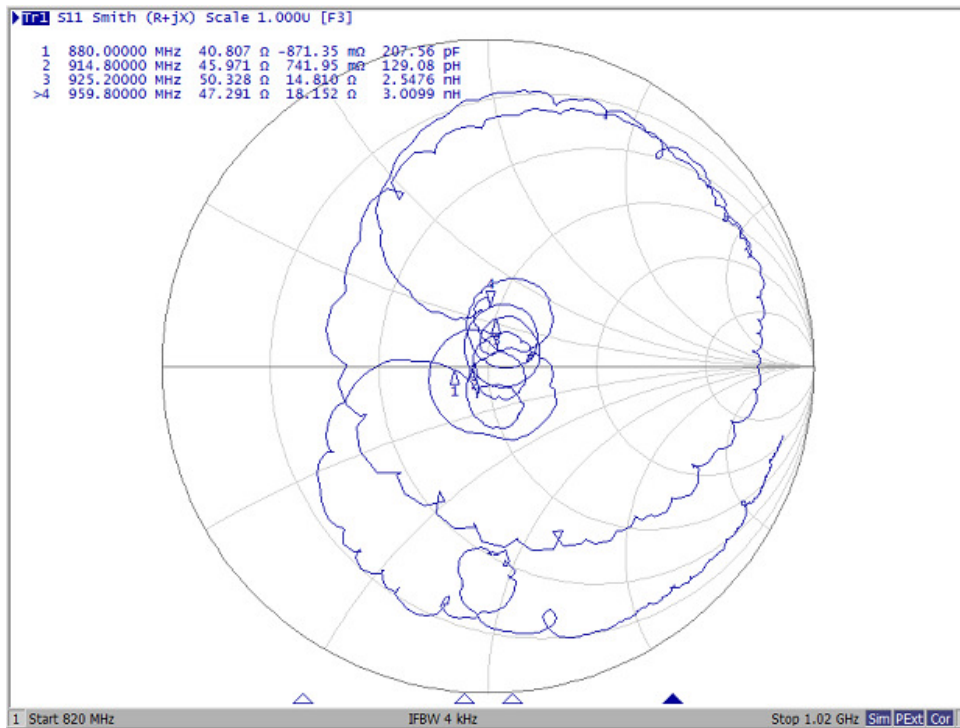 Tr1 S11 Smith (R+jX) Scale 1.000U [F3]
1 880.00000 MHz 40.807 Ω -871.35 mΩ 207.56 pF
2 914.80000 MHz 45.971 Ω 741.95 mΩ 129.08 pH
3 925.20000 MHz 50.328 Ω 14.810 Ω 2.5476 nH
>4 959.80000 MHz 47.291 Ω 18.152 Ω 3.0099 nH
4
1
1 Start 820 MHz IFBW 4 kHz Stop 1.02 GHz Sim PExt Cor